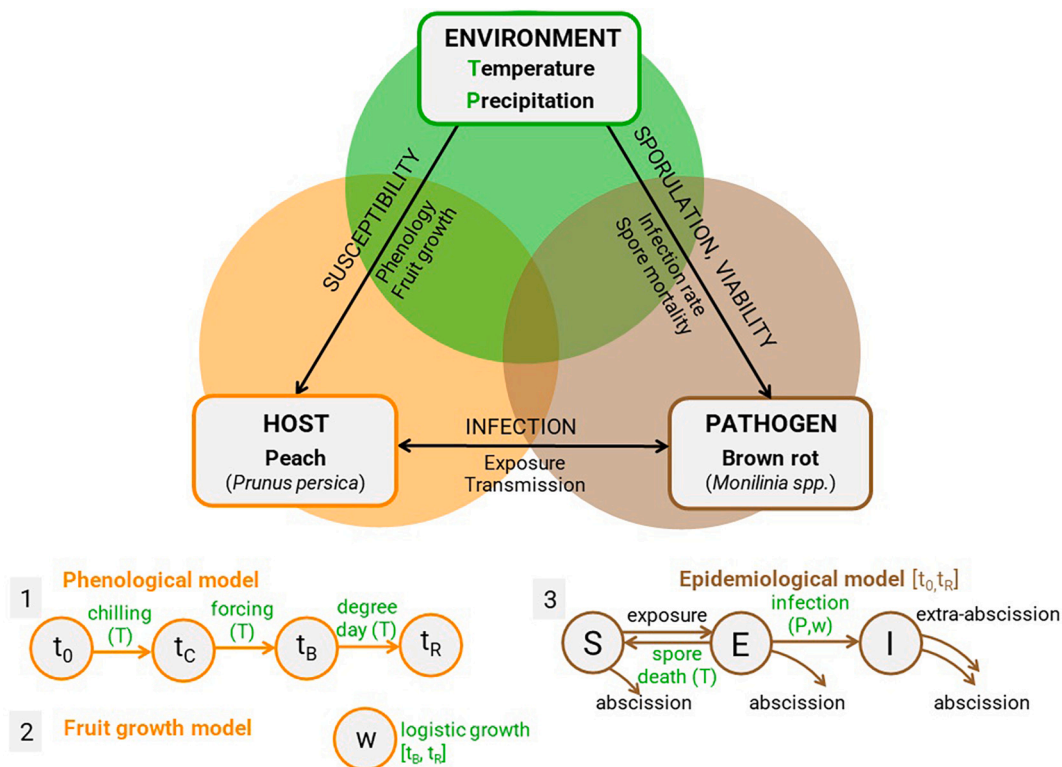 ENVIRONMENT
Temperature
Precipitation
SUSCEPTIBILITY
Phenology
Fruit growth
SPORULATION, VIABILITY
Infection rate
Spore mortality
HOST
Peach
(Prunus persica)
INFECTION
Exposure
Transmission
PATHOGEN
Brown rot
(Monilinia spp.)
1
Phenological model
chilling
(T)
forcing
(T)
degree
day (T)
t0
tC
tB
tR
2
Fruit growth model
w
logistic growth
[tB, tR]
3
Epidemiological model [t0,tR]
S
exposure
spore
death (T)
E
infection
(P,w)
I
extra-abscission
abscission
abscission
abscission